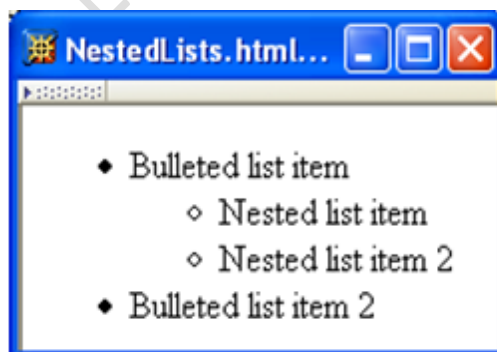 NestedLists.html...
Bulleted list item
Nested list item
Nested list item 2
Bulleted list item 2